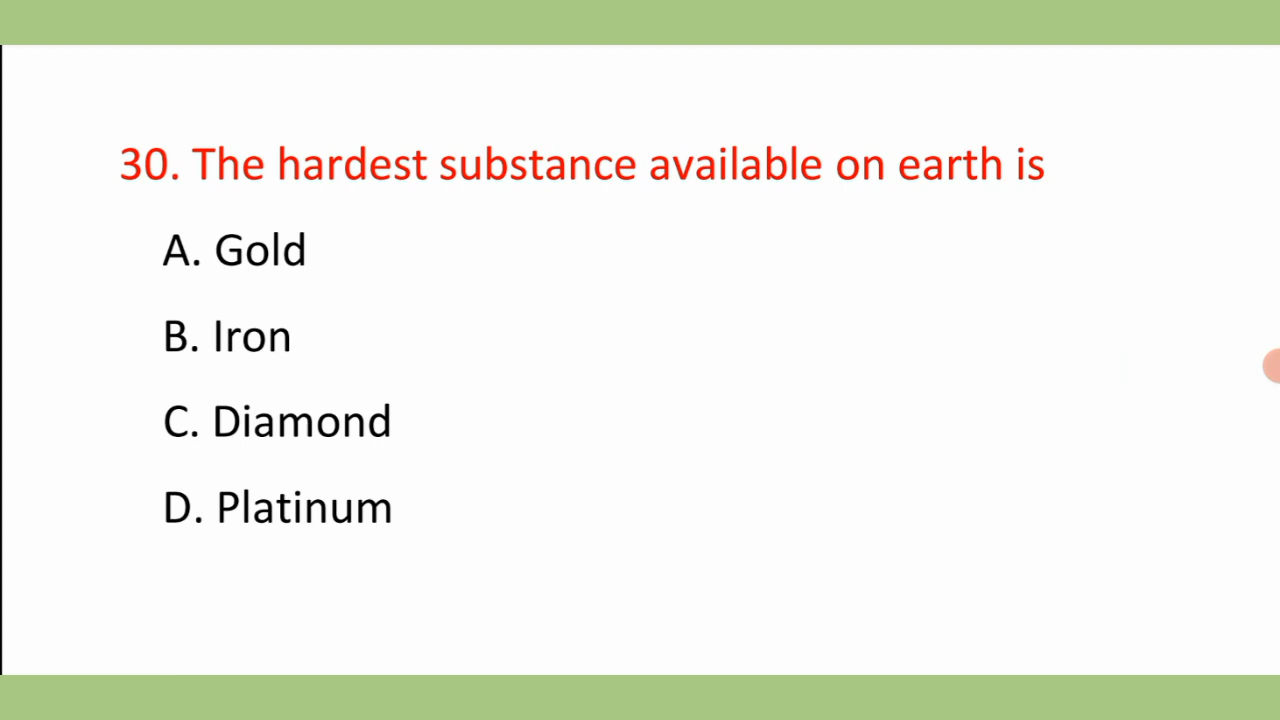 30. The hardest substance available on earth is
A. Gold
B. Iron
C. Diamond
D. Platinum